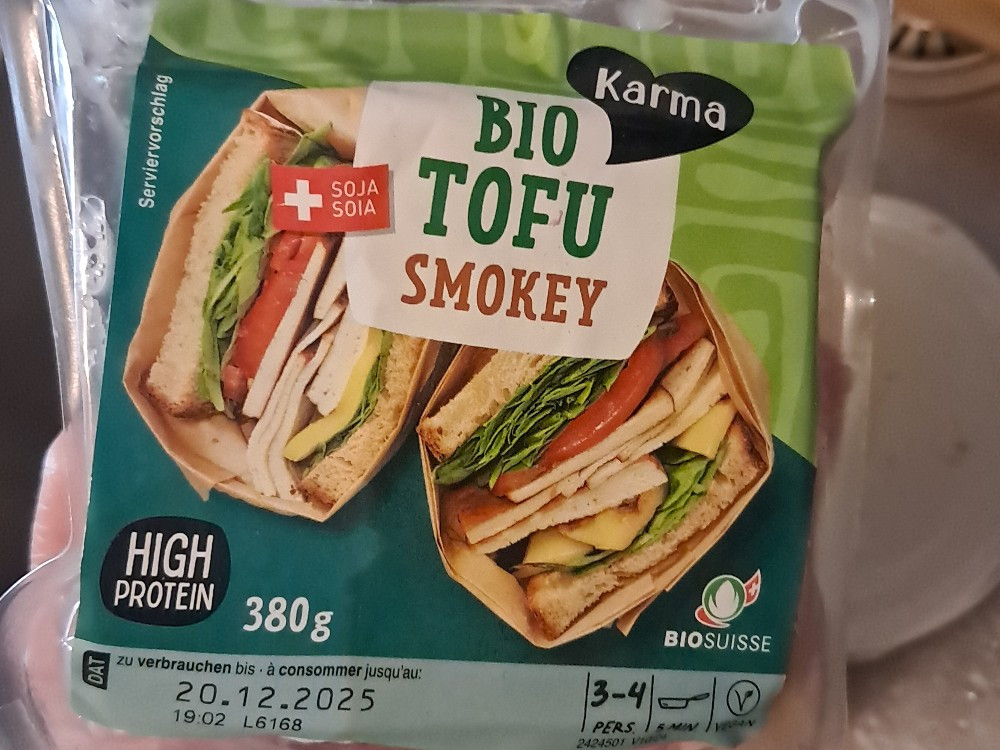 Serviervorschlag
Karma
BIO
TOFU
SMOKEY
SOJA
SOIA
HIGH
PROTEIN
380g
BIOSUISSE
DAT
zu verbrauchen bis · à consommer jusqu'au:
20.12.2025
19:02 L6168
3-4
PERS.
5 MIN
VEGAN
2424501